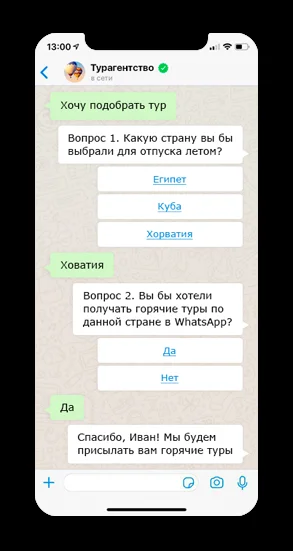 13:00
Турагентство
в сети
Хочу подобрать тур
Вопрос 1. Какую страну вы бы
выбрали для отпуска летом?
Египет
Куба
Хорватия
Ховатия
Вопрос 2. Вы бы хотели
получать горячие туры по
данной стране в WhatsApp?
Да
Нет
Да
Спасибо, Иван! Мы будем
присылать вам горячие туры